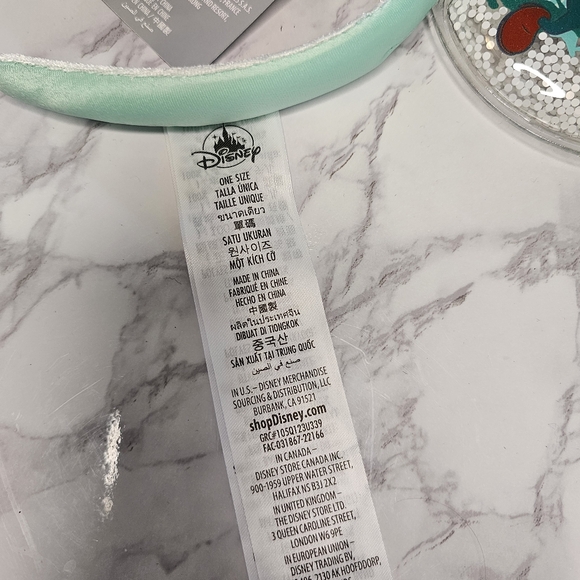 Disney
ONE SIZE
TALLA ÚNICA
TAILLE UNIQUE
ขนาดเดียว
單碼
SATU UKURAN
원사이즈
MỘT KÍCH CỠ
MADE IN CHINA
FABRIQUÉ EN CHINE
HECHO EN CHINA
中國製
ผลิตในประเทศจีน
DIBUAT DI TIONGKOK
중국산
SẢN XUẤT TẠI TRUNG QUỐC
صنع في الصين
IN U.S. – DISNEY MERCHANDISE
SOURCING & DISTRIBUTION, LLC
BURBANK, CA 91521
shopDisney.com
GRC#105Q123U339
FAC-031867-22166
IN CANADA –
DISNEY STORE CANADA INC.
900-1959 UPPER WATER STREET,
HALIFAX NS B3J 2X2
IN UNITED KINGDOM –
THE DISNEY STORE LTD.
3 QUEEN CAROLINE STREET,
LONDON W6 9PE
IN EUROPEAN UNION –
DISNEY TRADING BV,
2130 AK HOOFDORP,